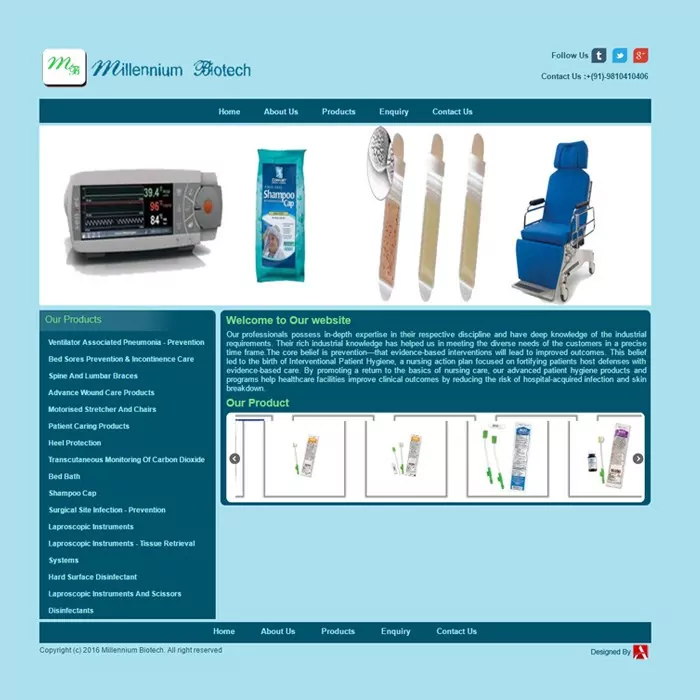 M B
Millennium Biotech
Follow Us
Contact Us :+(91)-9810410406
Home About Us Products Enquiry Contact Us
39.4
96
84
Shampoo
Cap
Our Products
Ventilator Associated Pneumonia - Prevention
Bed Sores Prevention & Incontinence Care
Spine And Lumbar Braces
Advance Wound Care Products
Motorised Stretcher And Chairs
Patient Caring Products
Heel Protection
Transcutaneous Monitoring Of Carbon Dioxide
Bed Bath
Shampoo Cap
Surgical Site Infection - Prevention
Laproscopic Instruments
Laproscopic Instruments - Tissue Retrieval
Systems
Hard Surface Disinfectant
Laproscopic Instruments And Scissors
Disinfectants
Welcome to Our website
Our professionals possess in-depth expertise in their respective discipline and have deep knowledge of the industrial
requirements. Their rich industrial knowledge has helped us in meeting the diverse needs of the customers in a precise
time frame.The core belief is prevention—that evidence-based interventions will lead to improved outcomes. This belief
led to the birth of Interventional Patient Hygiene, a nursing action plan focused on fortifying patients host defenses with
evidence-based care. By promoting a return to the basics of nursing care, our advanced patient hygiene products and
programs help healthcare facilities improve clinical outcomes by reducing the risk of hospital-acquired infection and skin
breakdown.
Our Product
Home About Us Products Enquiry Contact Us
Copyright (c) 2016 Millennium Biotech. All right reserved
Designed By